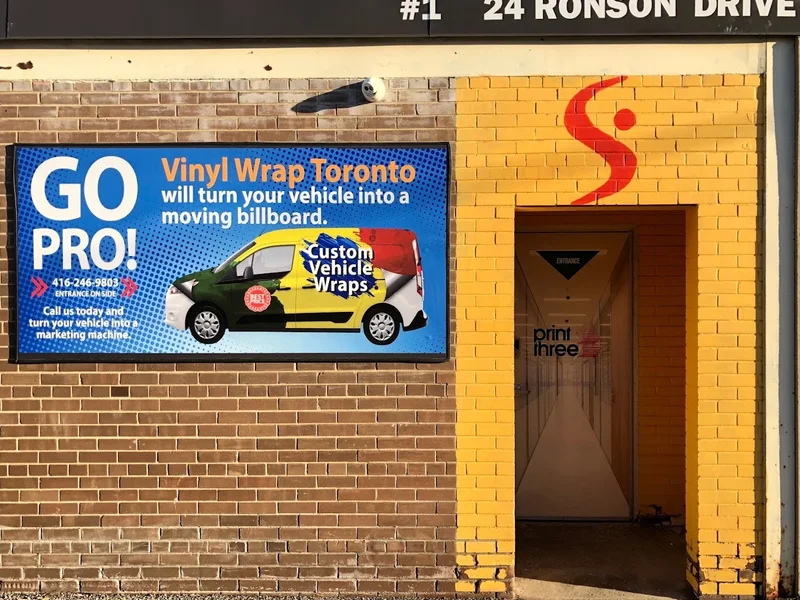 #1 24 RONSON DRIVE
GO
PRO!
416-246-9803
ENTRANCE ON SIDE
Call us today and
turn your vehicle into a
marketing machine.
Vinyl Wrap Toronto
will turn your vehicle into a
moving billboard.
Custom
Vehicle
Wraps
BEST
PRICE
ENTRANCE
print
three